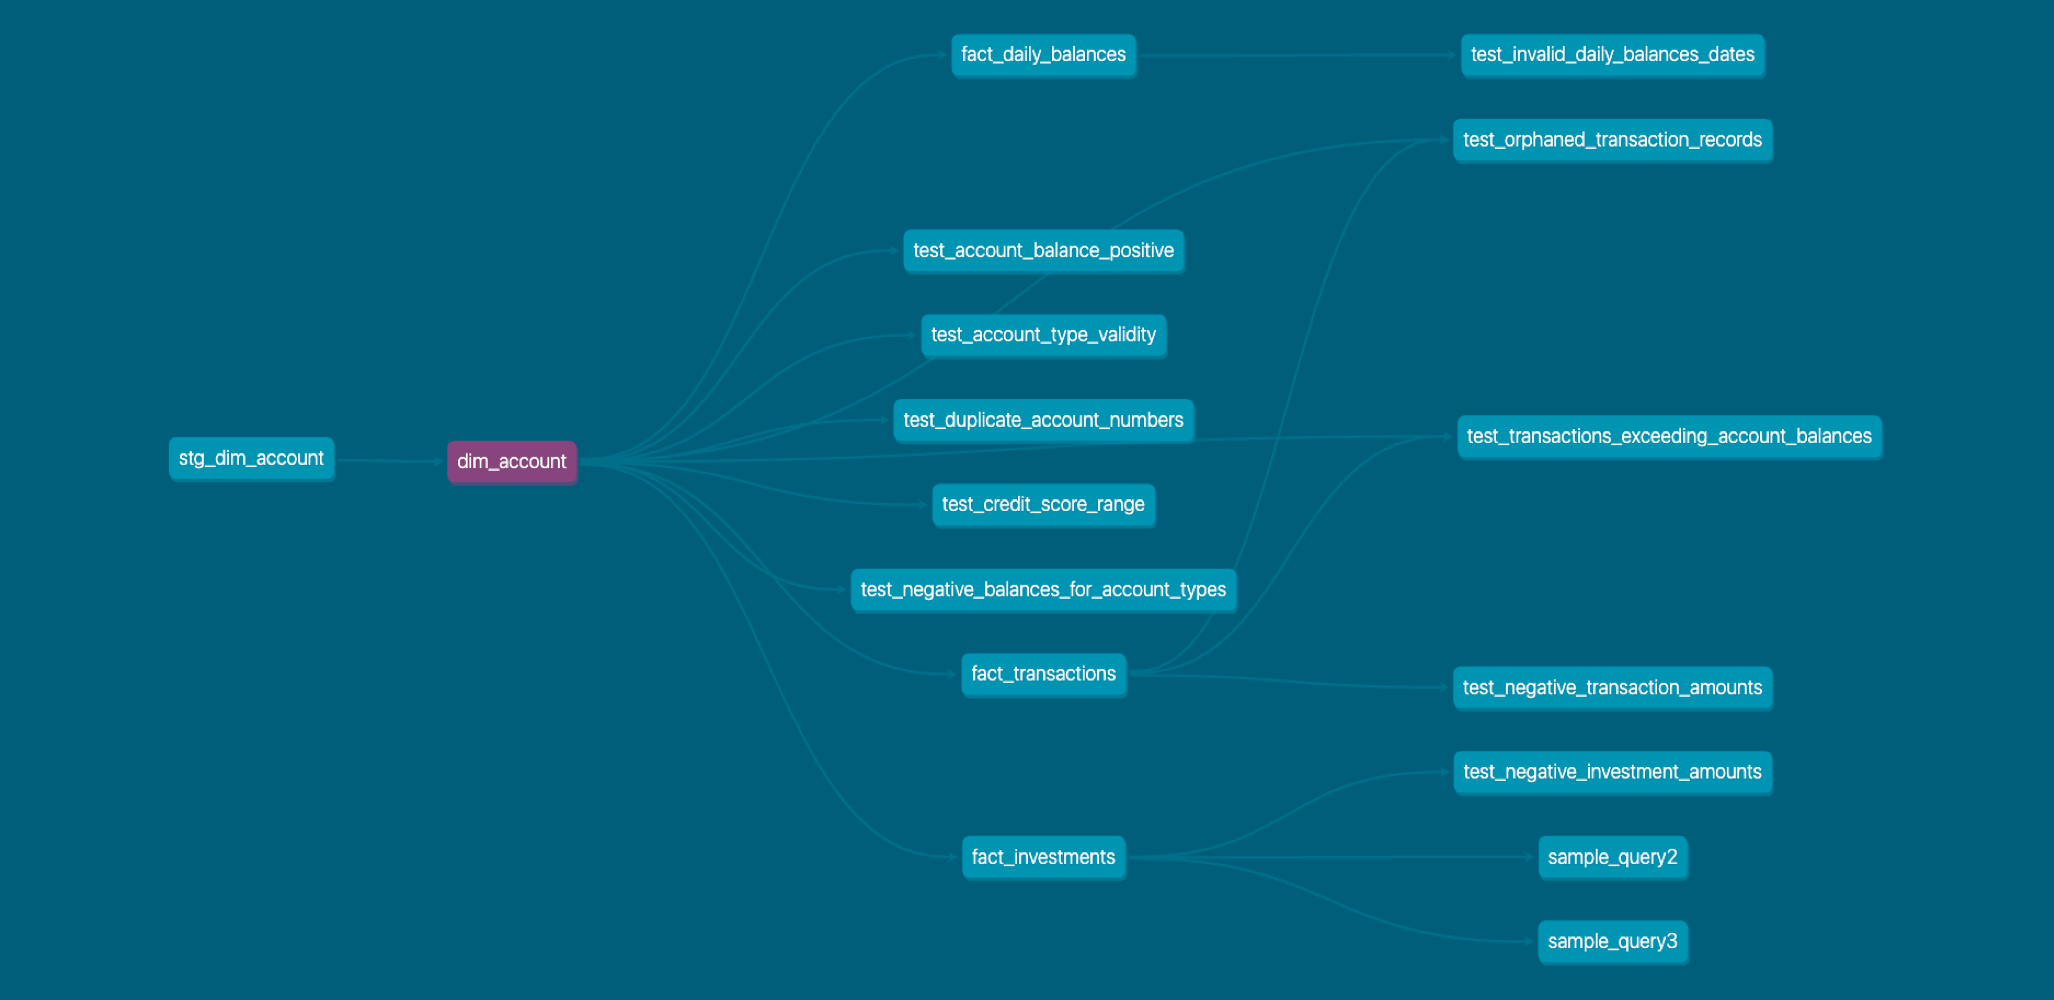 fact_daily_balances
test_invalid_daily_balances_dates
test_orphaned_transaction_records
test_account_balance_positive
test_account_type_validity
test_duplicate_account_numbers
test_transactions_exceeding_account_balances
stg_dim_account
dim_account
test_credit_score_range
test_negative_balances_for_account_types
fact_transactions
test_negative_transaction_amounts
test_negative_investment_amounts
fact_investments
sample_query2
sample_query3